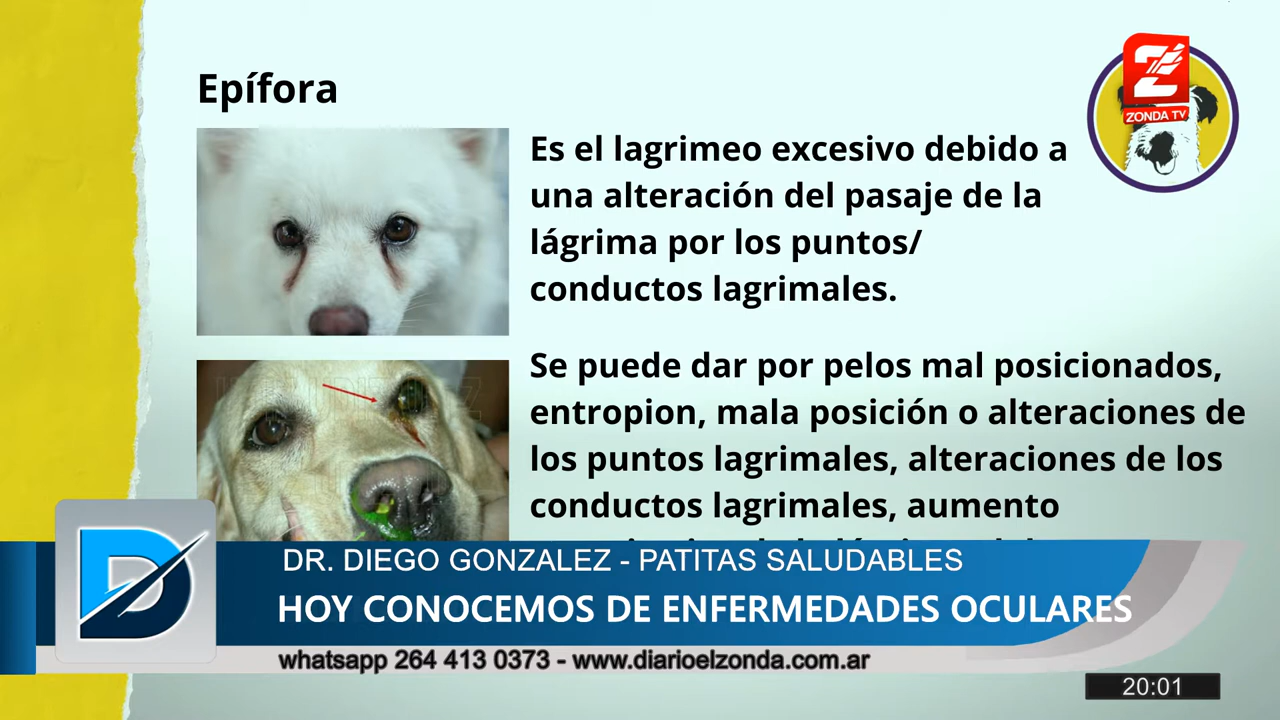 Epífora
Es el lagrimeo excesivo debido a
una alteración del pasaje de la
lágrima por los puntos/
conductos lagrimales.
Se puede dar por pelos mal posicionados,
entropion, mala posición o alteraciones de
los puntos lagrimales, alteraciones de los
conductos lagrimales, aumento
Z
ZONDA TV
D
DR. DIEGO GONZALEZ - PATITAS SALUDABLES
HOY CONOCEMOS DE ENFERMEDADES OCULARES
whatsapp 264 413 0373 - www.diarioelzonda.com.ar
20:01